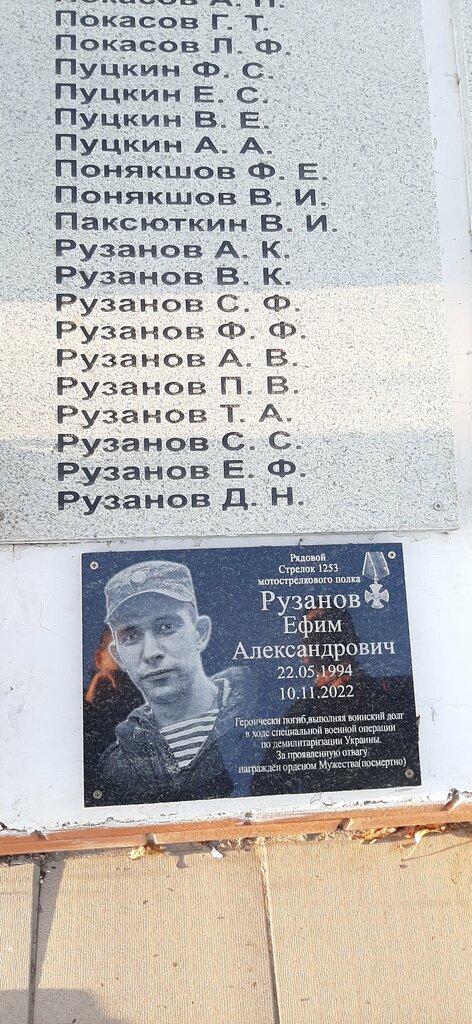 Покасов А. П.
Покасов Г. Т.
Покасов Л. Ф.
Пуцкин Ф. С.
Пуцкин Е. С.
Пуцкин В. Е.
Пуцкин А. А.
Понякшов Ф. Е.
Понякшов В. И.
Паксюткин В. И.
Рузанов А. К.
Рузанов В. К.
Рузанов С. Ф.
Рузанов Ф. Ф.
Рузанов А. В.
Рузанов П. В.
Рузанов Т. А.
Рузанов С. С.
Рузанов Е. Ф.
Рузанов Д. Н.
Рядовой
Стрелок 1253
мотострелкового полка
Рузанов
Ефим
Александрович
22.05.1994
10.11.2022
Героически погиб,выполняя воинский долг
в ходе специальной военной операции
по демилитаризации Украины.
За проявленную отвагу
награждён орденом Мужества(посмертно)